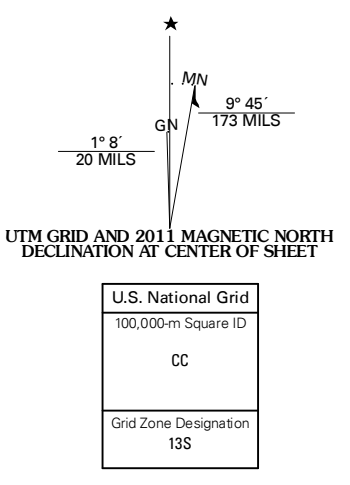 MN
9° 45´
173 MILS
GN
1° 8´
20 MILS
UTM GRID AND 2011 MAGNETIC NORTH
DECLINATION AT CENTER OF SHEET
U.S. National Grid
100,000-m Square ID
CC
Grid Zone Designation
13S